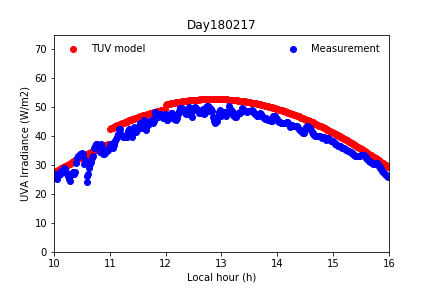 Day180217
TUV model
Measurement
UVA Irradiance (W/m2)
70
60
50
40
30
20
10
0
10 11 12 13 14 15 16
Local hour (h)